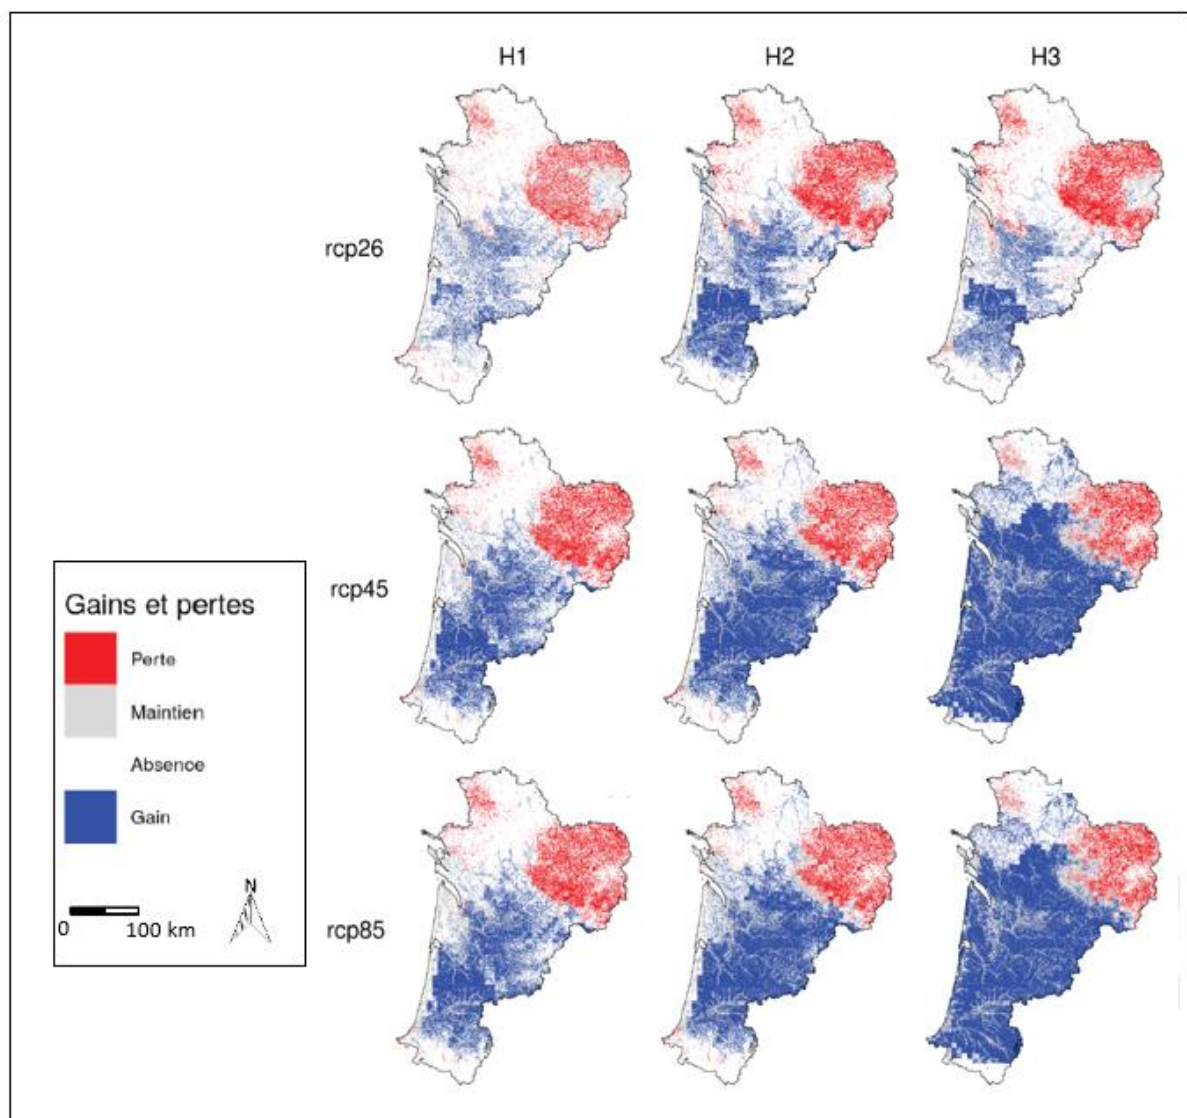 H1 H2 H3
rcp26
rcp45
Gains et pertes
Perte
Maintien
Absence
Gain
N
0 100 km
rcp85